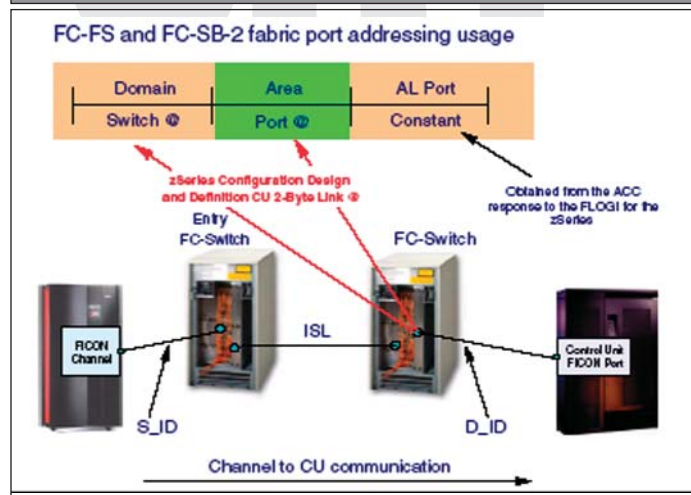 FC-FS and FC-SB-2 fabric port addressing usage
Domain
Area
AL Port
Switch @
Port @
Constant
zSeries Configuration Design
and Definition CU 2-Byte Link @
Obtained from the ACC
response to the FLOGI for the
zSeries
Entry
FC-Switch
FC-Switch
FICON
Channel
ISL
Control Unit
FICON Port
S_ID
D_ID
Channel to CU communication